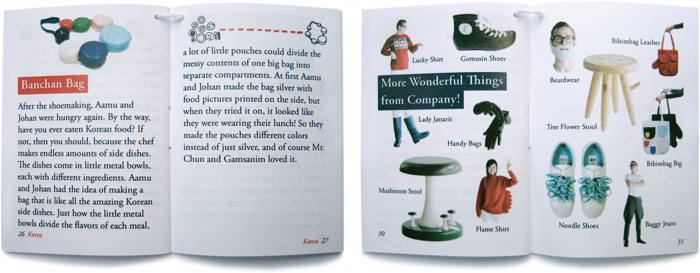 Banchan Bag
After the shoemaking, Aamu and
Johan were hungry again. By the way,
have you ever eaten Korean food? If
not, then you should, because the chef
makes endless amounts of side dishes.
The dishes come in little metal bowls,
each with different ingredients. Aamu
and Johan had the idea of making a
bag that is like all the amazing Korean
side dishes. Just how the little metal
bowls divide the flavors of each meal,
26 Korea
a lot of little pouches could divide the
messy contents of one big bag into
separate compartments. At first Aamu
and Johan made the bag silver with
food pictures printed on the side, but
when they tried it on, it looked like
they were wearing their lunch! So they
made the pouches different colors
instead of just silver, and of course Mr.
Chun and Gamsanim loved it.
Korea 27
Lucky Shirt
Gomusin Shoes
More Wonderful Things
from Company!
Lady Jatsarit
Handy Bags
Mushroom Stool
Flame Shirt
30
Beardwear
Bibimbag Leather
Tree Flower Stool
Bibimbag Big
Noodle Shoes
Baggy Jeans
31